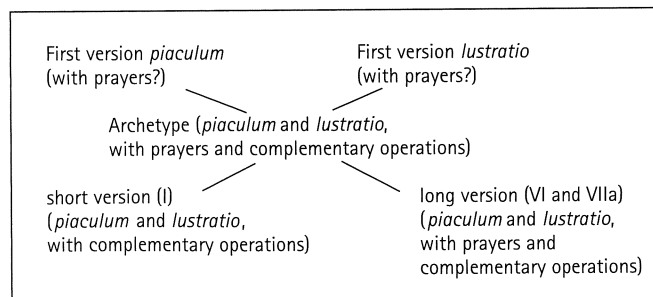 First version piaculum
(with prayers?)
First version lustratio
(with prayers?)
Archetype (piaculum and lustratio,
with prayers and complementary operations)
short version (I)
(piaculum and lustratio,
with complementary operations)
long version (VI and VIIa)
(piaculum and lustratio,
with prayers and
complementary operations)